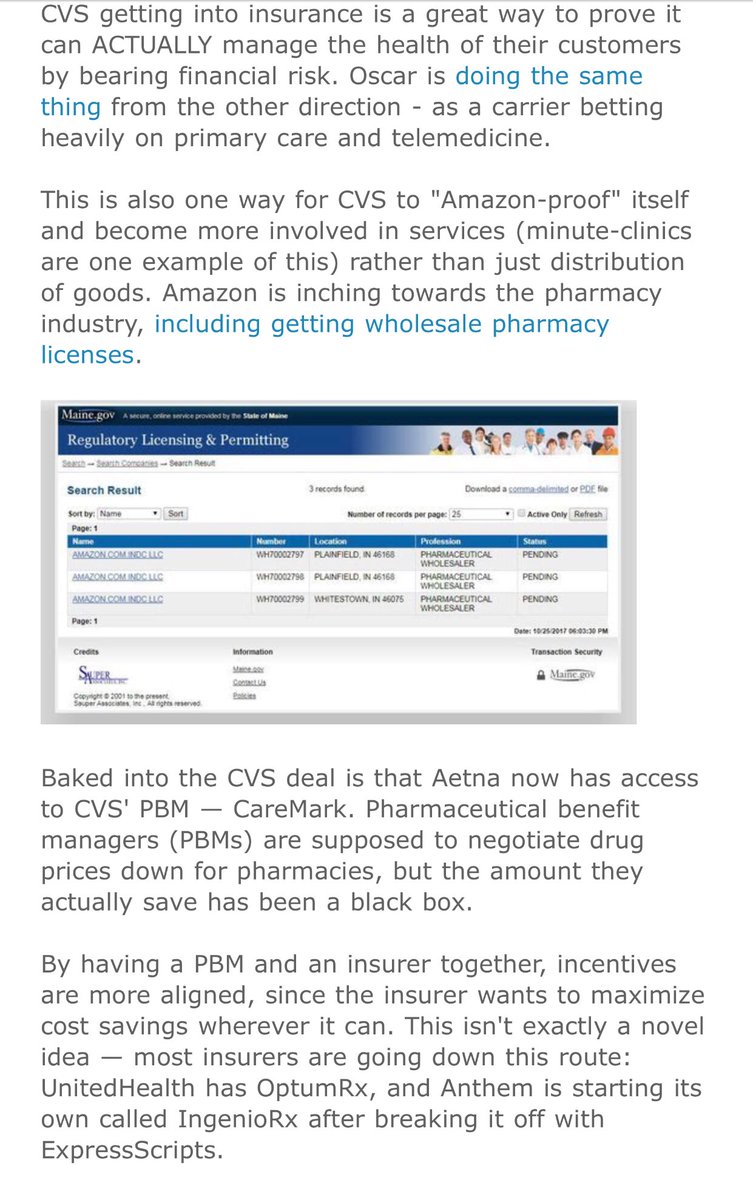 CVS getting into insurance is a great way to prove it
can ACTUALLY manage the health of their customers
by bearing financial risk. Oscar is doing the same
thing from the other direction - as a carrier betting
heavily on primary care and telemedicine.
This is also one way for CVS to "Amazon-proof" itself
and become more involved in services (minute-clinics
are one example of this) rather than just distribution
of goods. Amazon is inching towards the pharmacy
industry, including getting wholesale pharmacy
licenses.
Maine.gov A secure, online service provided by the State of Maine
Regulatory Licensing & Permitting
Search → Search Companies → Search Result
Search Result 3 records found. Download a comma-delimited or PDF file
Sort by: Name Sort Number of records per page: 25 Active Only Refresh
Page: 1
Name Number Location Profession Status
AMAZON.COM.INDC LLC WH70002797 PLAINFIELD, IN 46168 PHARMACEUTICAL PENDING
WHOLESALER
AMAZON.COM.INDC LLC WH70002798 PLAINFIELD, IN 46168 PHARMACEUTICAL PENDING
WHOLESALER
AMAZON.COM.INDC LLC WH70002799 WHITESTOWN, IN 46075 PHARMACEUTICAL PENDING
WHOLESALER
Page: 1
Date: 10/25/2017 06:03:30 PM
Credits Information Transaction Security
SAUPER ASSOCIATES, INC. Maine.gov Maine.gov
Contact Us
Copyright © 2001 to the present. Policies
Sauper Associates, Inc. All rights reserved.
Baked into the CVS deal is that Aetna now has access
to CVS' PBM — CareMark. Pharmaceutical benefit
managers (PBMs) are supposed to negotiate drug
prices down for pharmacies, but the amount they
actually save has been a black box.
By having a PBM and an insurer together, incentives
are more aligned, since the insurer wants to maximize
cost savings wherever it can. This isn't exactly a novel
idea — most insurers are going down this route:
UnitedHealth has OptumRx, and Anthem is starting its
own called IngenioRx after breaking it off with
ExpressScripts.